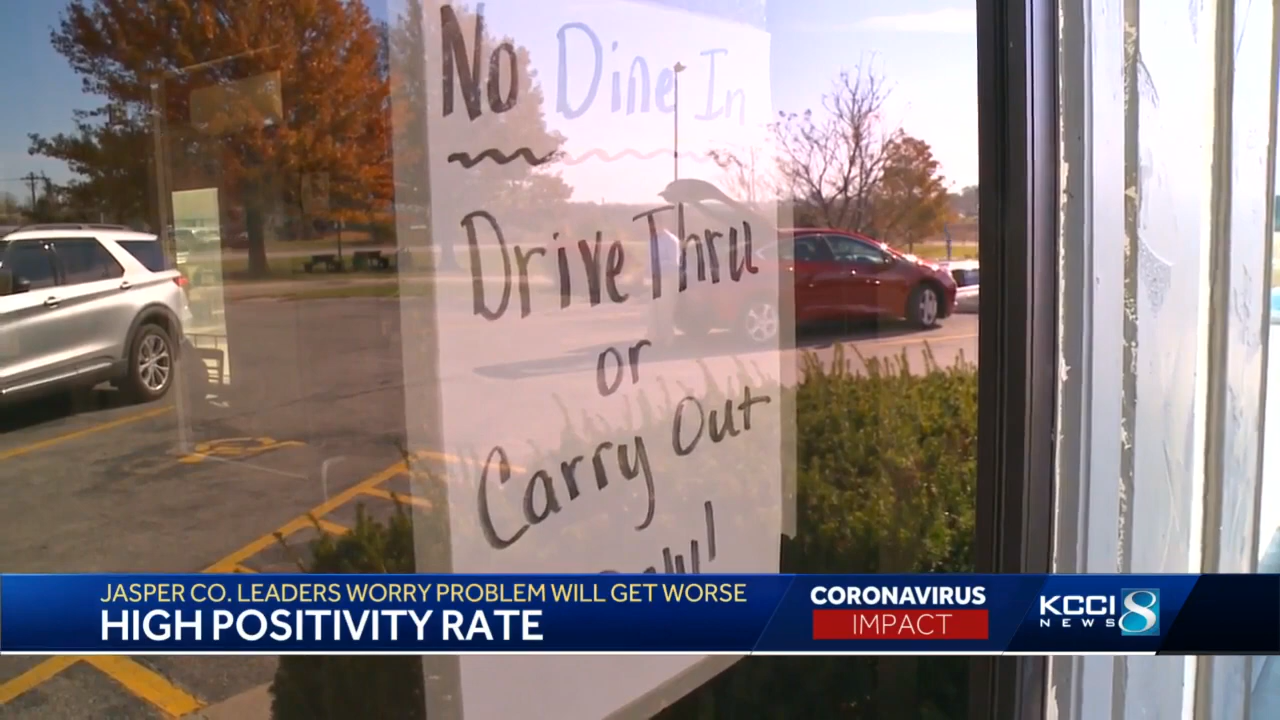 No Dine In
Drive Thru
or
Carry Out
JASPER CO. LEADERS WORRY PROBLEM WILL GET WORSE
HIGH POSITIVITY RATE
CORONAVIRUS
IMPACT
KCCI 8
NEWS